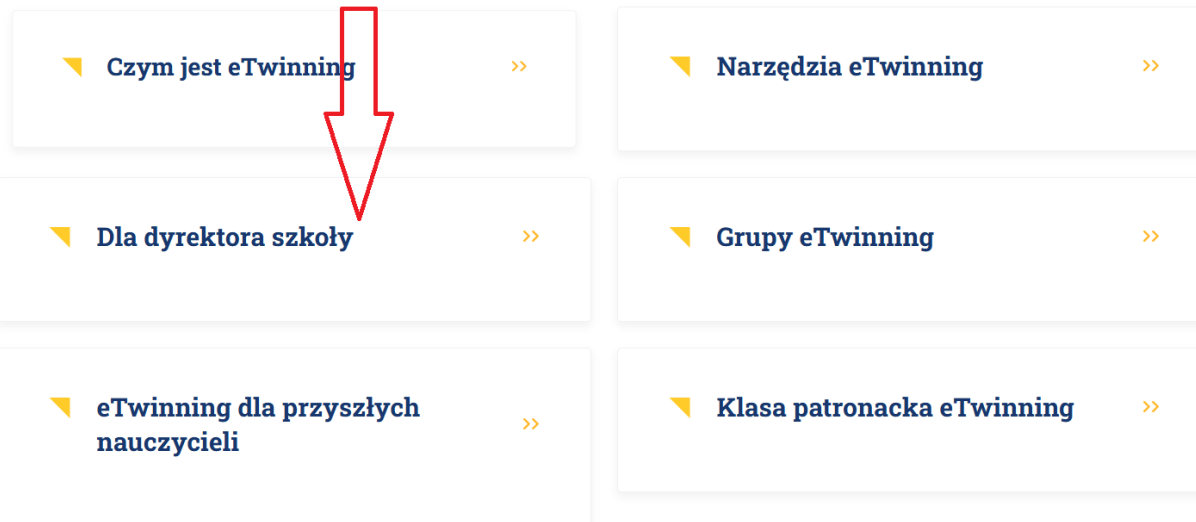 Czym jest eTwinning
Narzędzia eTwinning
Dla dyrektora szkoły
Grupy eTwinning
eTwinning dla przyszłych
nauczycieli
Klasa patronacka eTwinning